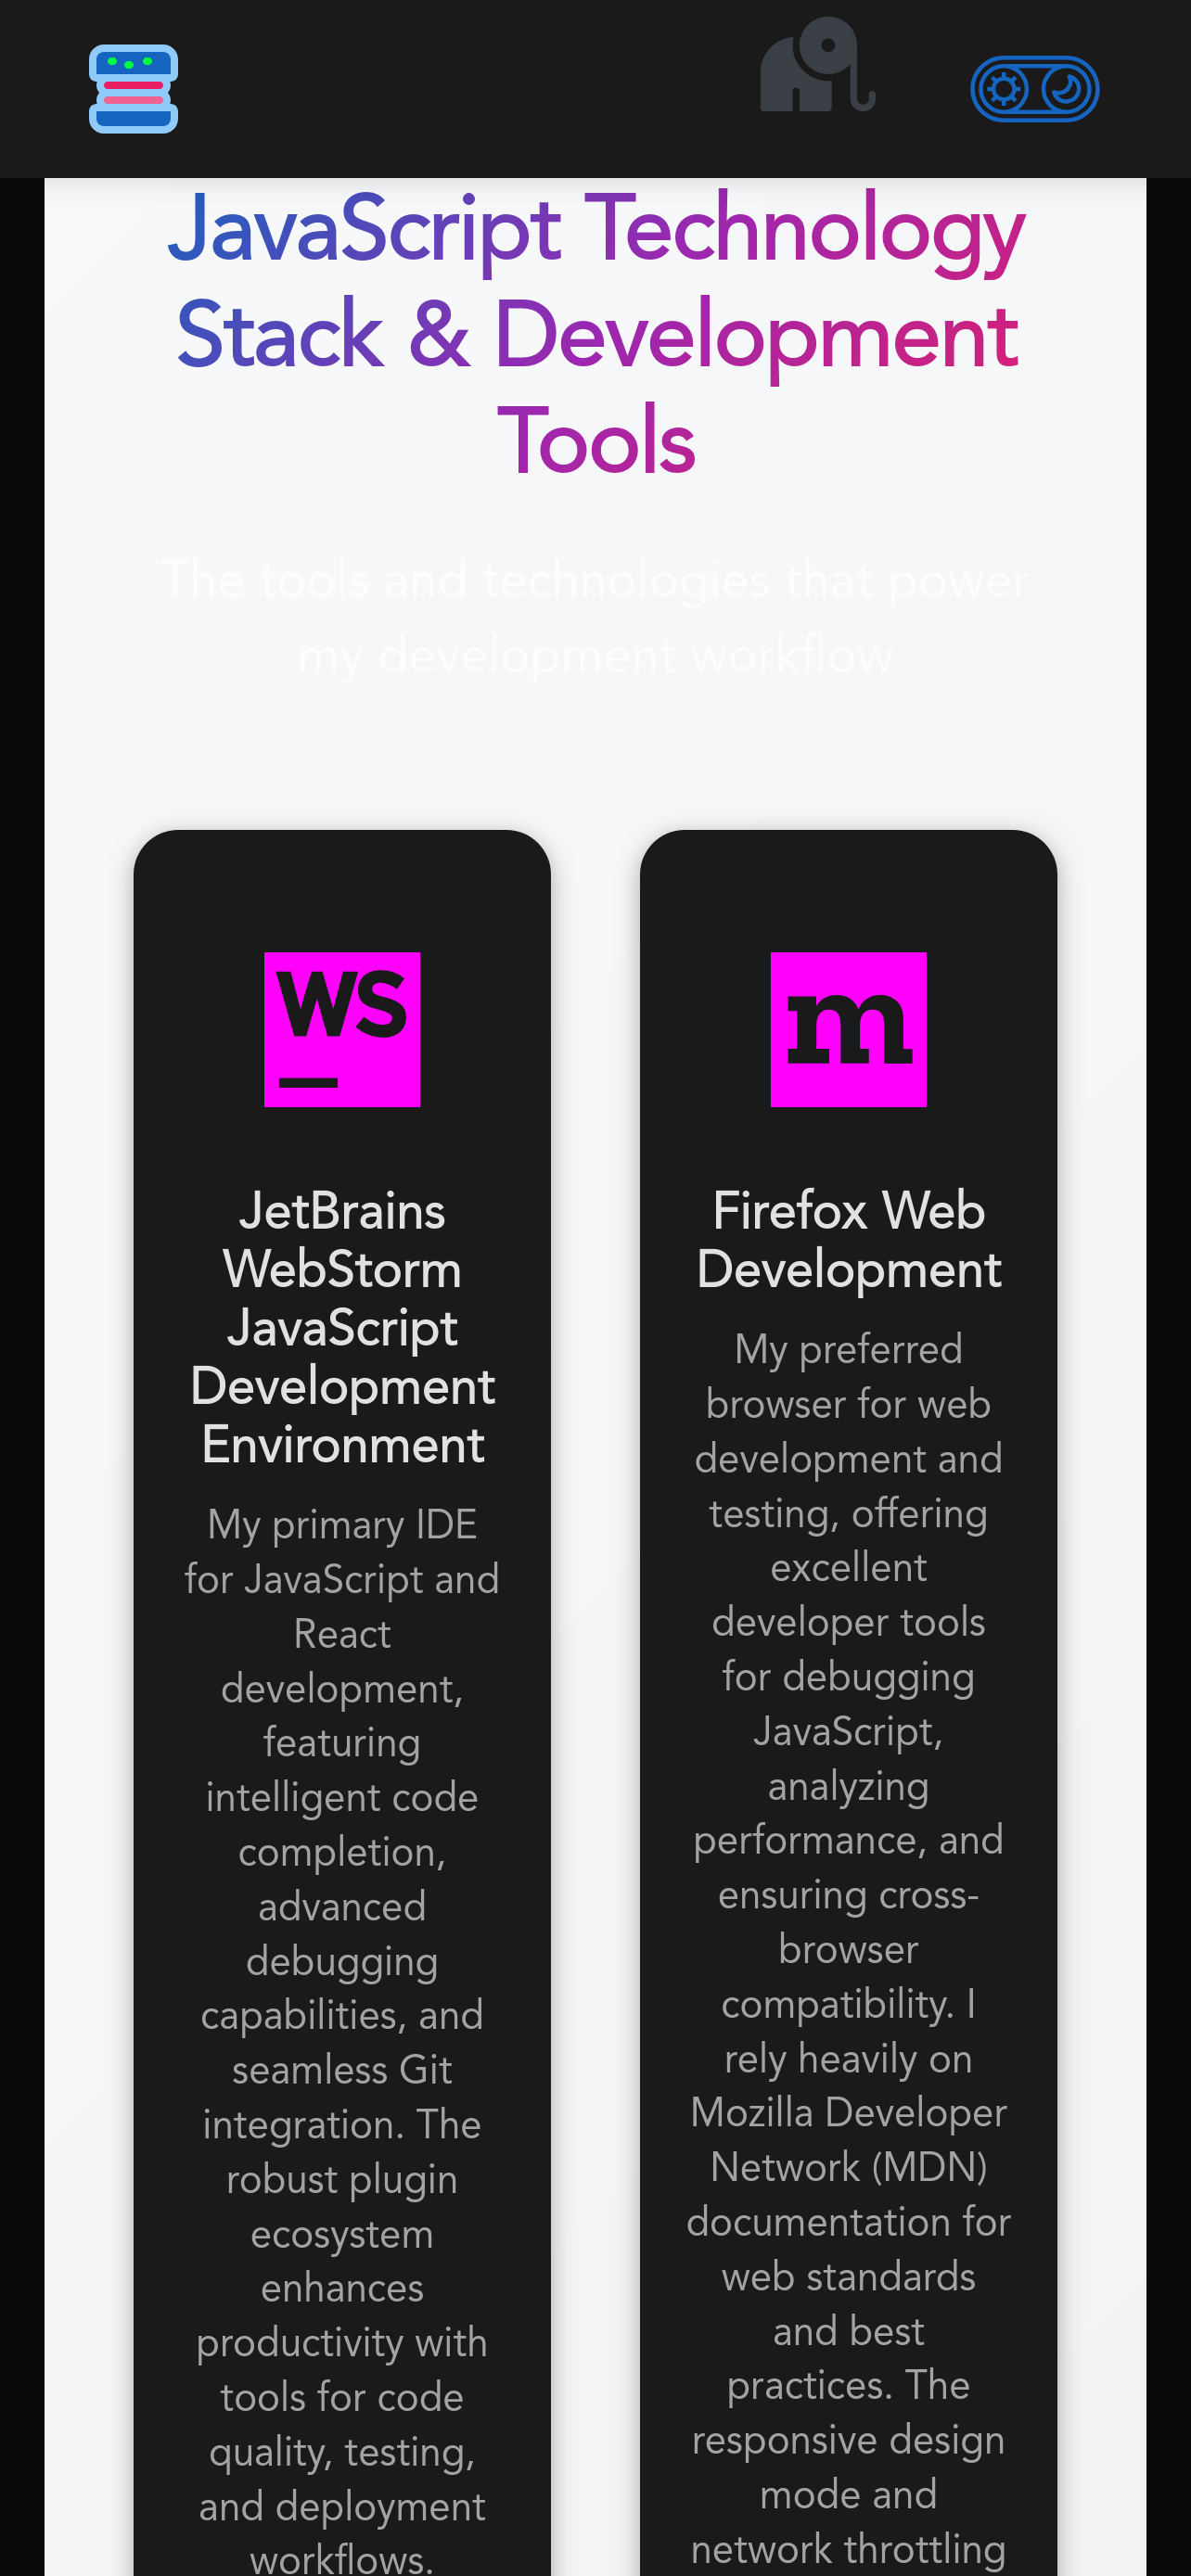 JavaScript Technology
Stack & Development
Tools
The tools and technologies that power
my development workflow
WS
JetBrains
WebStorm
JavaScript
Development
Environment
My primary IDE
for JavaScript and
React
development,
featuring
intelligent code
completion,
advanced
debugging
capabilities, and
seamless Git
integration. The
robust plugin
ecosystem
enhances
productivity with
tools for code
quality, testing,
and deployment
workflows.
m
Firefox Web
Development
My preferred
browser for web
development and
testing, offering
excellent
developer tools
for debugging
JavaScript,
analyzing
performance, and
ensuring cross-
browser
compatibility. I
rely heavily on
Mozilla Developer
Network (MDN)
documentation for
web standards
and best
practices. The
responsive design
mode and
network throttling